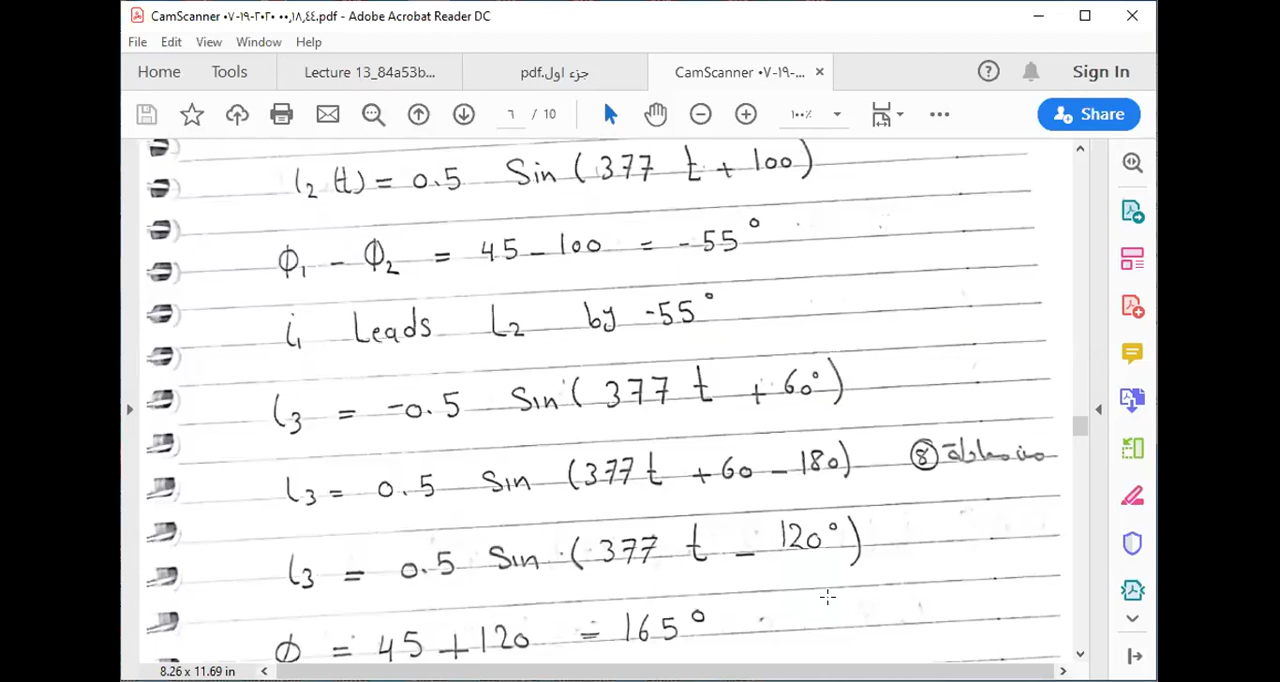 CamScanner ٠٧-١٩-٢٠٢٠ ١٨,٤٤,٠٠.pdf - Adobe Acrobat Reader DC
File Edit View Window Help
Home Tools Lecture 13_84a53b... جزء اول.pdf CamScanner ٠٧-١٩-... Sign In
٦ / 10 ١٠٠٪ Share
i₂(t) = 0.5 Sin(377 t + 100)
Φ₁ - Φ₂ = 45 - 100 = -55°
i₁ Leads i₂ by -55°
i₃ = -0.5 Sin(377 t + 60°)
i₃ = 0.5 Sin(377 t + 60 - 180) من معادلة ⑧
i₃ = 0.5 Sin(377 t - 120°)
Φ = 45 + 120 = 165°
8.26 x 11.69 in